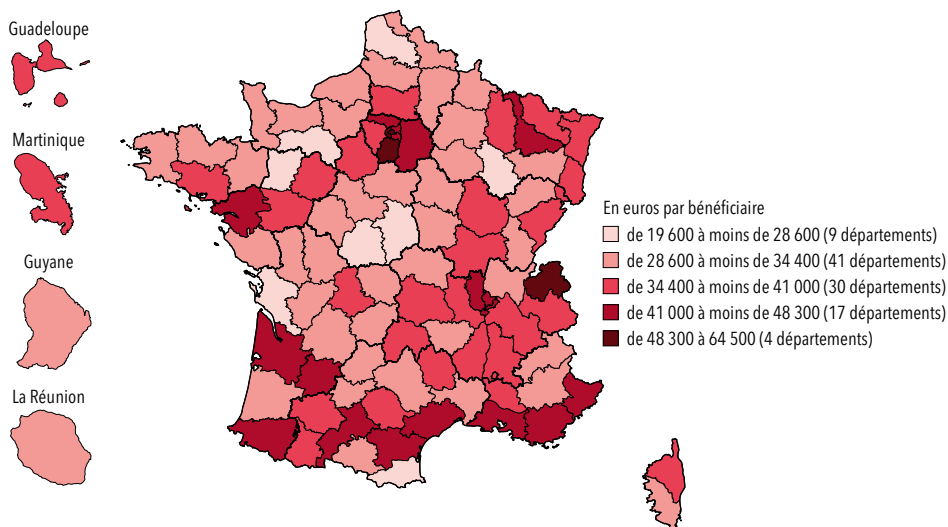 Guadeloupe
Martinique
Guyane
La Réunion
En euros par bénéficiaire
de 19 600 à moins de 28 600 (9 départements)
de 28 600 à moins de 34 400 (41 départements)
de 34 400 à moins de 41 000 (30 départements)
de 41 000 à moins de 48 300 (17 départements)
de 48 300 à 64 500 (4 départements)